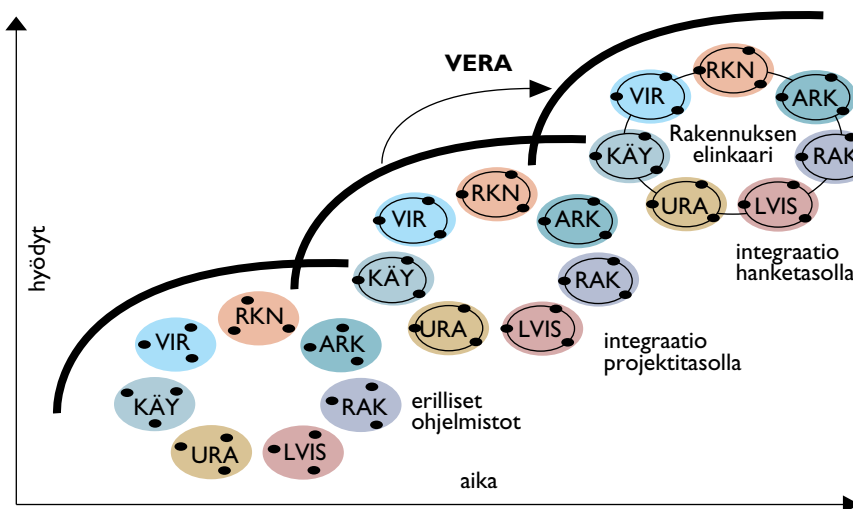 VERA
hyödyt
RKN
VIR
ARK
Rakennuksen
elinkaari
KÄY
RAK
URA
LVIS
integraatio
hanketasolla
RKN
VIR
ARK
KÄY
RAK
URA
LVIS
integraatio
projektitasolla
RKN
VIR
ARK
KÄY
RAK
erilliset
ohjelmistot
URA
LVIS
aika